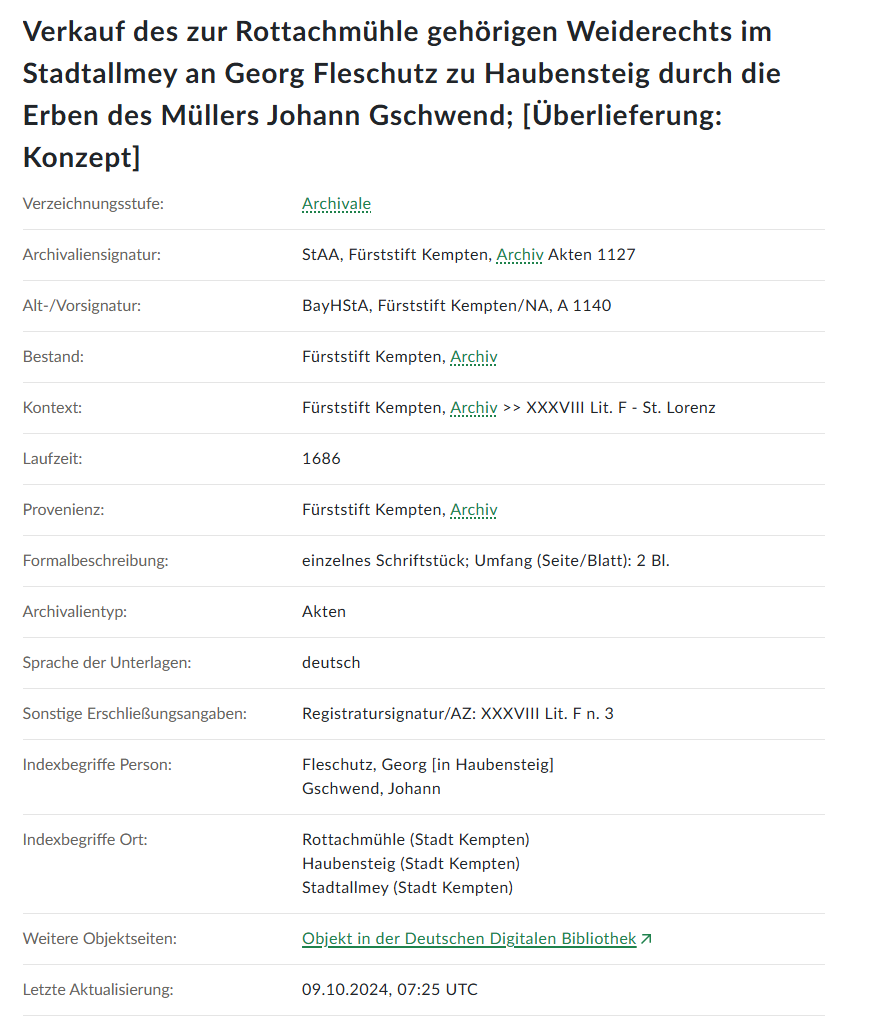 Verkauf des zur Rottachmühle gehörigen Weiderechts im
Stadtallmey an Georg Fleschutz zu Haubensteig durch die
Erben des Müllers Johann Gschwend; [Überlieferung:
Konzept]
Verzeichnungsstufe: Archivale
Archivaliensignatur: StAA, Fürststift Kempten, Archiv Akten 1127
Alt-/Vorsignatur: BayHStA, Fürststift Kempten/NA, A 1140
Bestand: Fürststift Kempten, Archiv
Kontext: Fürststift Kempten, Archiv >> XXXVIII Lit. F - St. Lorenz
Laufzeit: 1686
Provenienz: Fürststift Kempten, Archiv
Formalbeschreibung: einzelnes Schriftstück; Umfang (Seite/Blatt): 2 Bl.
Archivalientyp: Akten
Sprache der Unterlagen: deutsch
Sonstige Erschließungsangaben: Registratursignatur/AZ: XXXVIII Lit. F n. 3
Indexbegriffe Person: Fleschutz, Georg [in Haubensteig]
Gschwend, Johann
Indexbegriffe Ort: Rottachmühle (Stadt Kempten)
Haubensteig (Stadt Kempten)
Stadtallmey (Stadt Kempten)
Weitere Objektseiten: Objekt in der Deutschen Digitalen Bibliothek
Letzte Aktualisierung: 09.10.2024, 07:25 UTC